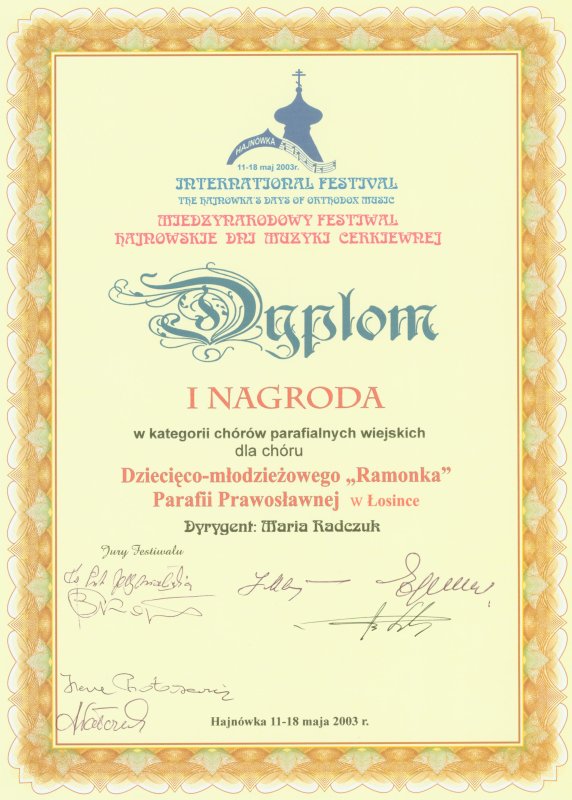 HAJNÓWKA
11-18 maj 2003r.
INTERNATIONAL FESTIVAL
THE HAJNOWKA'S DAYS OF ORTHODOX MUSIC
MIĘDZYNARODOWY FESTIWAL
HAJNOWSKIE DNI MUZYKI CERKIEWNEJ
Dyplom
I NAGRODA
w kategorii chórów parafialnych wiejskich
dla chóru
Dziecięco-młodzieżowego „Ramonka”
Parafii Prawosławnej w Łosince
Dyrygent: Maria Radczuk
Jury Festiwalu
Hajnówka 11-18 maja 2003 r.